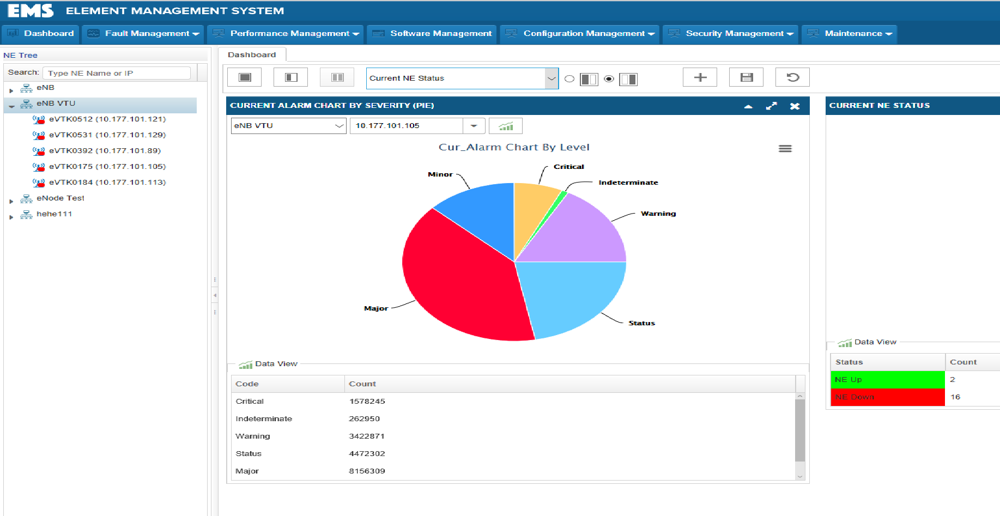 EMS ELEMENT MANAGEMENT SYSTEM
Dashboard Fault Management Performance Management Software Management Configuration Management Security Management Maintenance
NE Tree
Search: Type NE Name or IP
eNB
eNB VTU
eVTK0512 (10.177.101.121)
eVTK0531 (10.177.101.129)
eVTK0392 (10.177.101.89)
eVTK0175 (10.177.101.105)
eVTK0184 (10.177.101.113)
eNode Test
hehe111
Dashboard
Current NE Status
CURRENT ALARM CHART BY SEVERITY (PIE)
eNB VTU 10.177.101.105
Cur_Alarm Chart By Level
Critical
Minor
Indeterminate
Warning
Major
Status
Data View
Code Count
Critical 1578245
Indeterminate 262950
Warning 3422871
Status 4472302
Major 8156309
CURRENT NE STATUS
Data View
Status Count
NE Up 2
NE Down 16